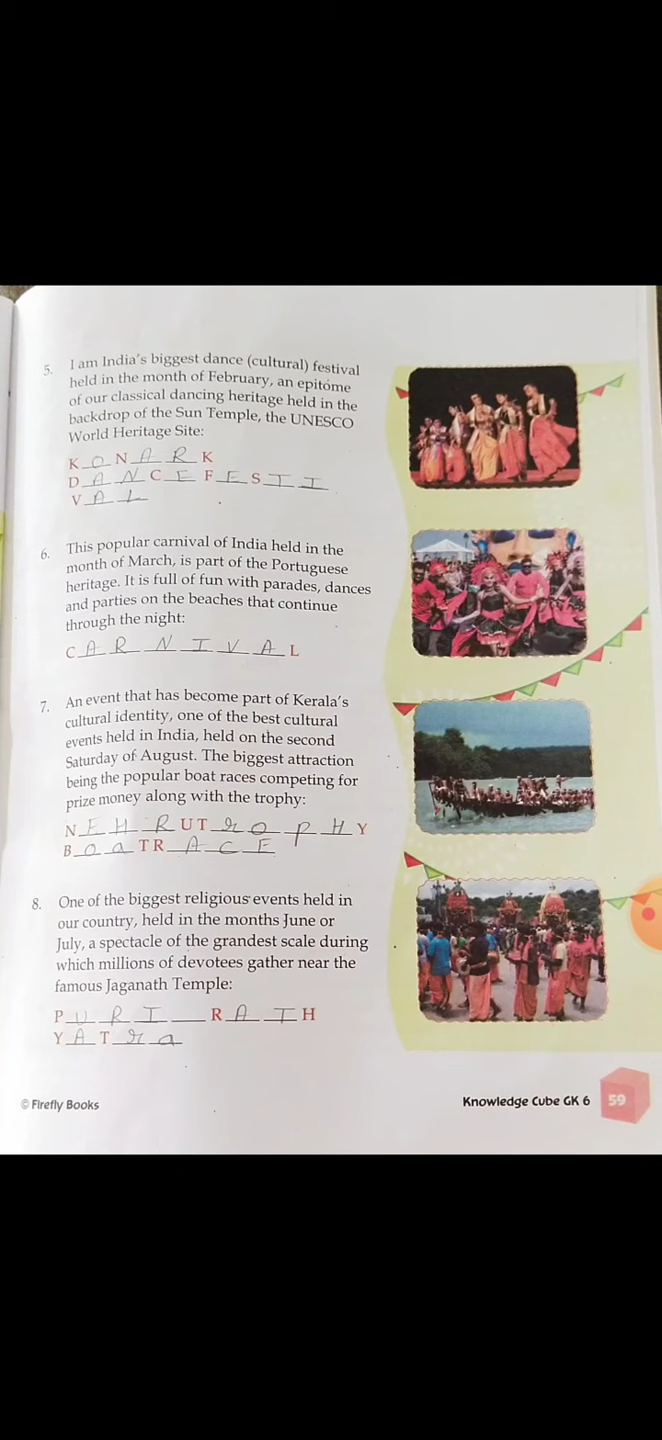 5. I am India's biggest dance (cultural) festival
held in the month of February, an epitome
of our classical dancing heritage held in the
backdrop of the Sun Temple, the UNESCO
World Heritage Site:
K O N A R K
D A N C E F E S T I
V A L
6. This popular carnival of India held in the
month of March, is part of the Portuguese
heritage. It is full of fun with parades, dances
and parties on the beaches that continue
through the night:
C A R N I V A L
7. An event that has become part of Kerala's
cultural identity, one of the best cultural
events held in India, held on the second
Saturday of August. The biggest attraction
being the popular boat races competing for
prize money along with the trophy:
N E H R U T r o p H Y
B o a T R A C E
8. One of the biggest religious events held in
our country, held in the months June or
July, a spectacle of the grandest scale during
which millions of devotees gather near the
famous Jaganath Temple:
P U R I __ R A T H
Y A T r a
© Firefly Books
Knowledge Cube GK 6 59